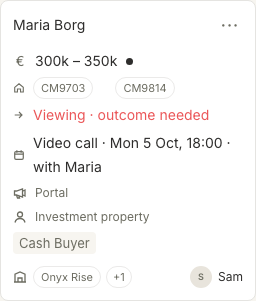 Maria Borg ···
€ 300k – 350k •
CM9703 CM9814
→ Viewing · outcome needed
Video call · Mon 5 Oct, 18:00 ·
with Maria
Portal
Investment property
Cash Buyer
Onyx Rise +1 S Sam